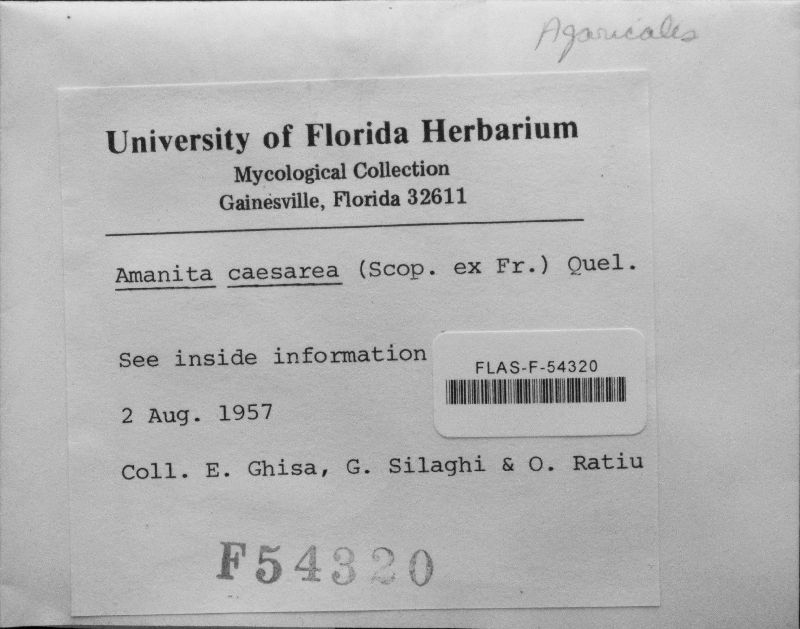 Agaricales
University of Florida Herbarium
Mycological Collection
Gainesville, Florida 32611
Amanita caesarea (Scop. ex Fr.) Quel.
See inside information
FLAS-F-54320
2 Aug. 1957
Coll. E. Ghisa, G. Silaghi & O. Ratiu
F54320